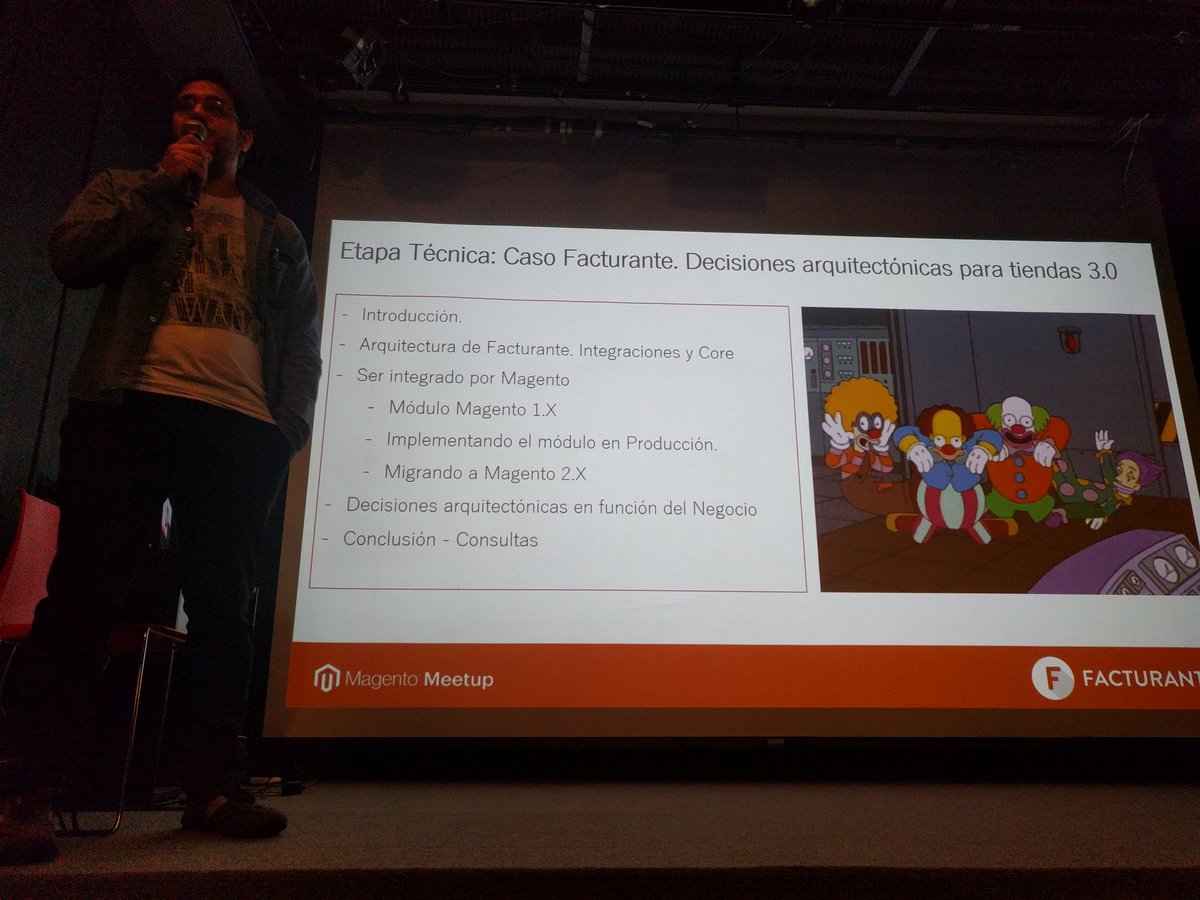 Etapa Técnica: Caso Facturante. Decisiones arquitectónicas para tiendas 3.0
- Introducción.
- Arquitectura de Facturante. Integraciones y Core
- Ser integrado por Magento
- Módulo Magento 1.X
- Implementando el módulo en Producción.
- Migrando a Magento 2.X
- Decisiones arquitectónicas en función del Negocio
- Conclusión - Consultas
Magento Meetup
F FACTURANT